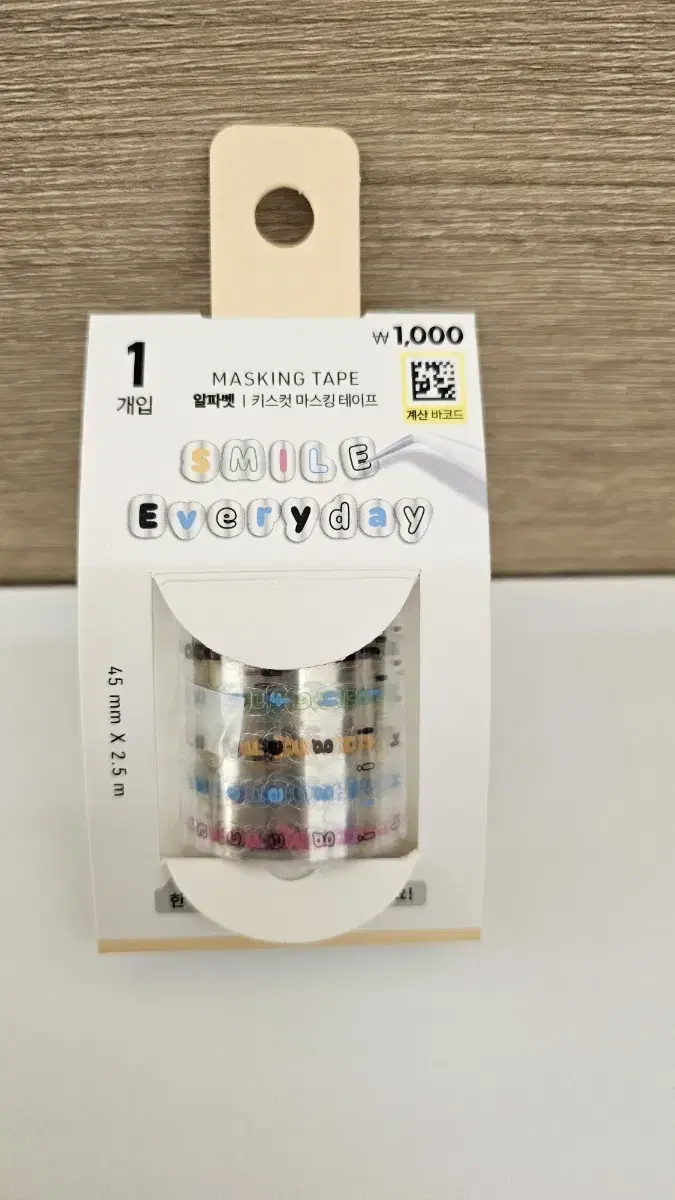 ₩1,000
1
개입
MASKING TAPE
알파벳 | 키스컷 마스킹 테이프
계산 바코드
SMILE
Everyday
45 mm X 2.5 m
한